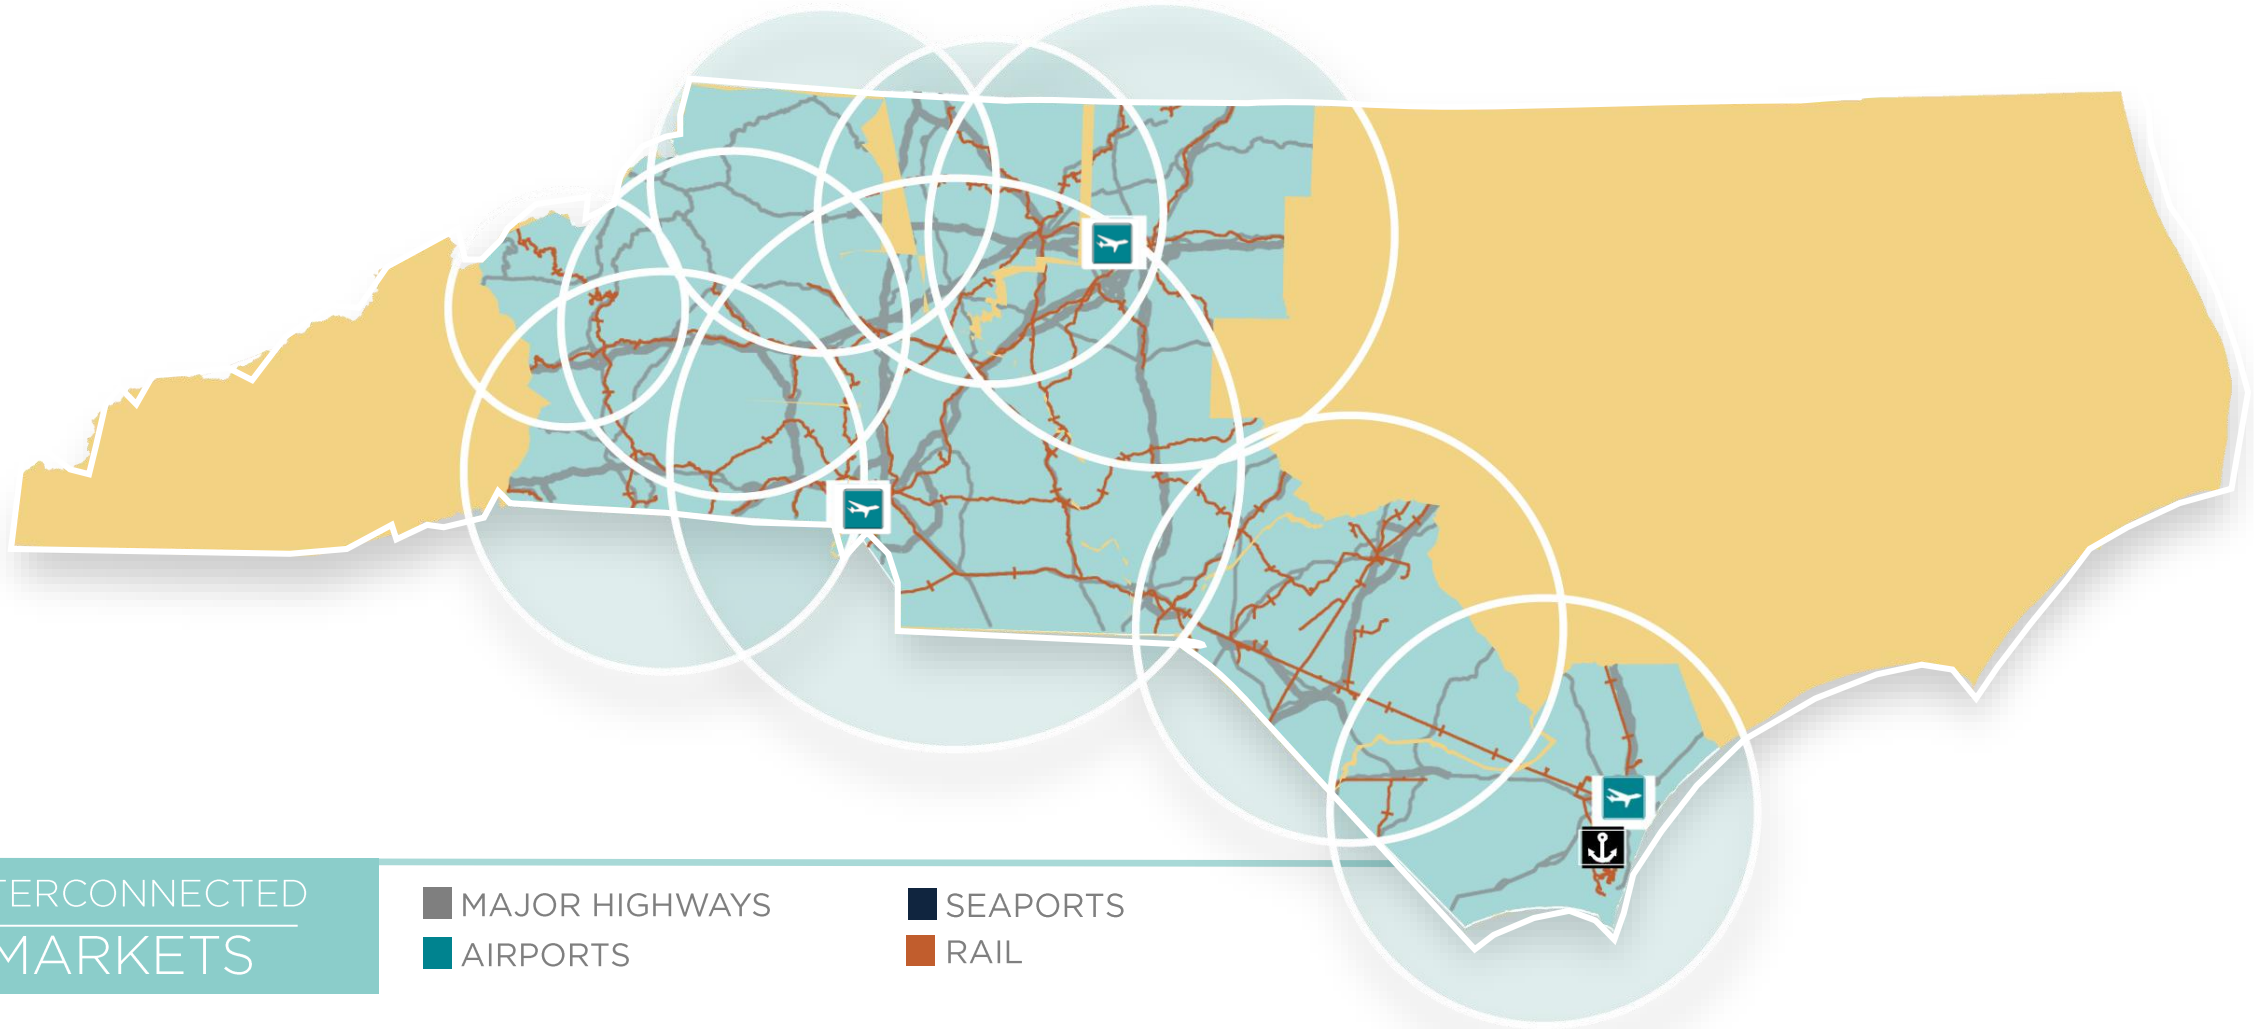 TERCONNECTED
MARKETS
MAJOR HIGHWAYS
AIRPORTS
SEAPORTS
RAIL